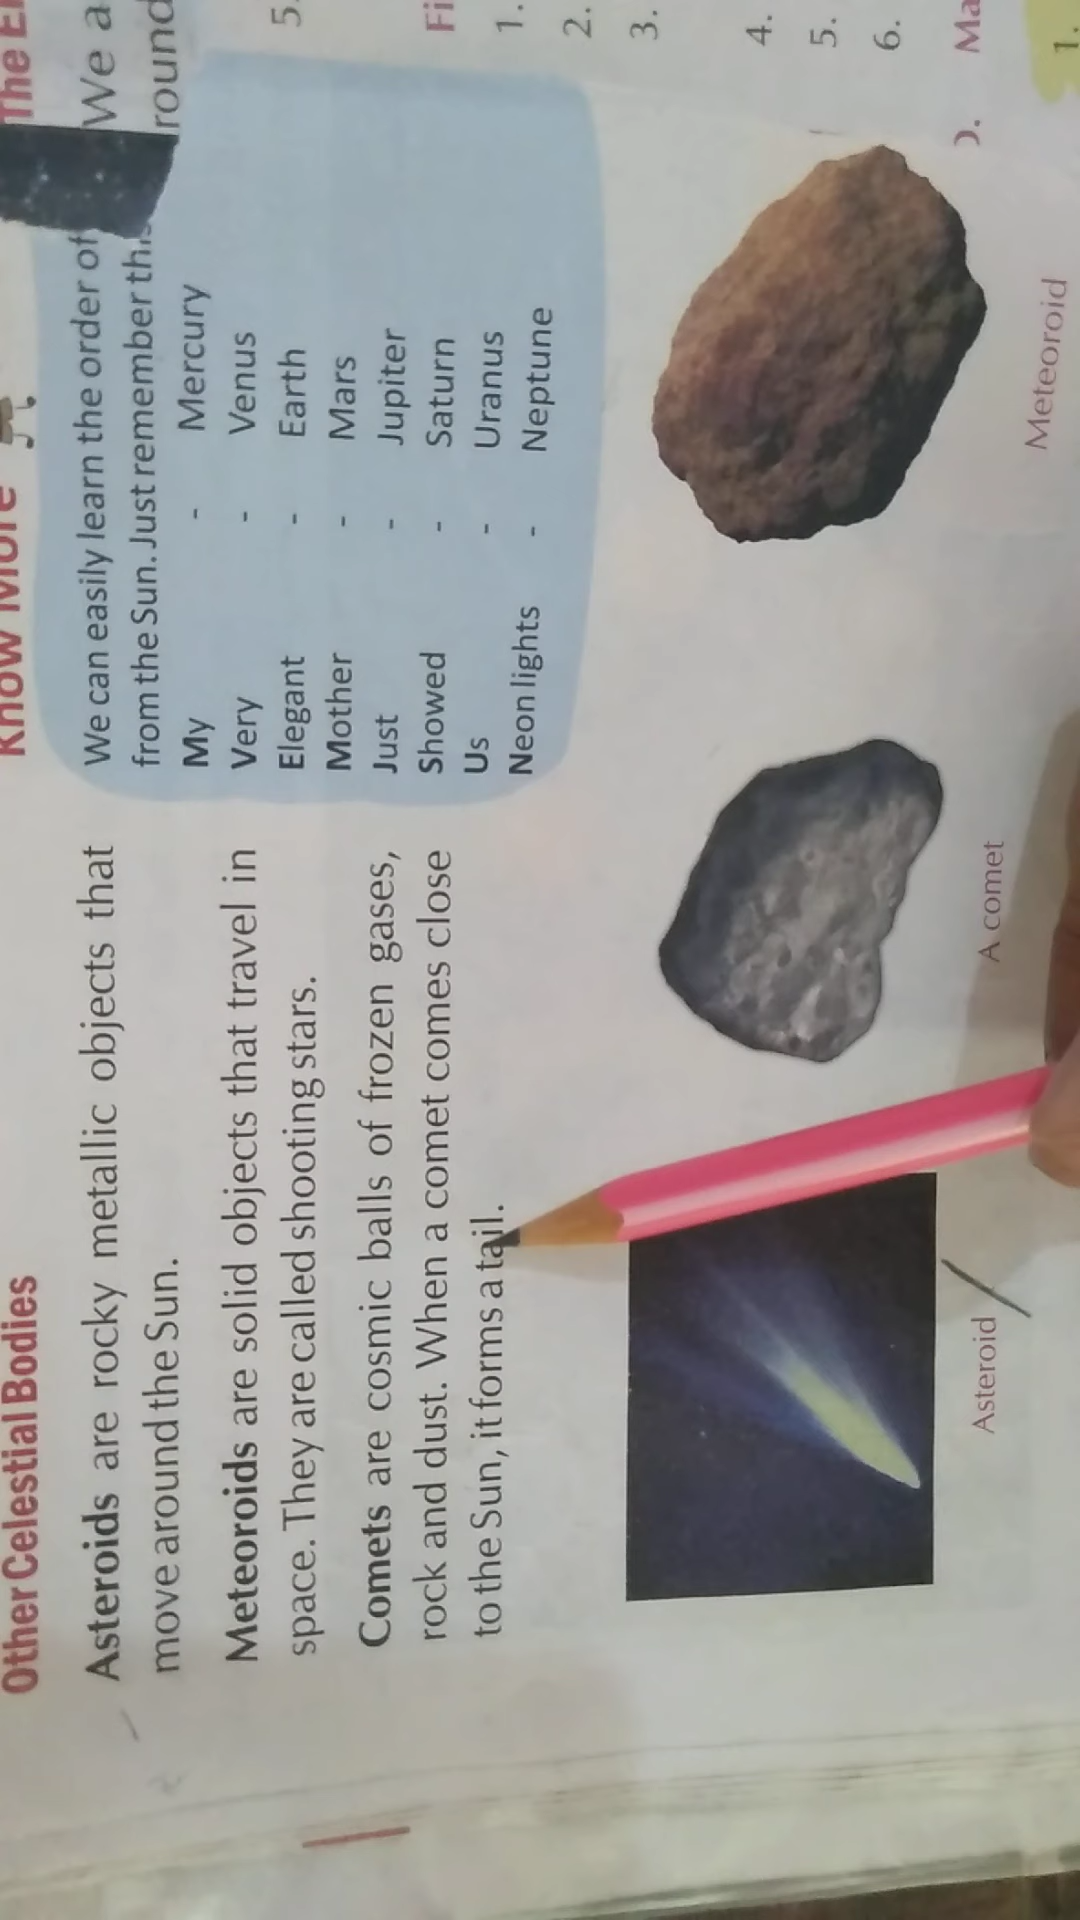 Other Celestial Bodies
Asteroids are rocky metallic objects that
move around the Sun.
Meteoroids are solid objects that travel in
space. They are called shooting stars.
Comets are cosmic balls of frozen gases,
rock and dust. When a comet comes close
to the Sun, it forms a tail.
Know More
We can easily learn the order of
from the Sun. Just remember this
My - Mercury
Very - Venus
Elegant - Earth
Mother - Mars
Just - Jupiter
Showed - Saturn
Us - Uranus
Neon lights - Neptune
Asteroid
A comet
Meteoroid
The
We a
round
5.
Fi
1.
2.
3.
4.
5.
6.
Ma
1.